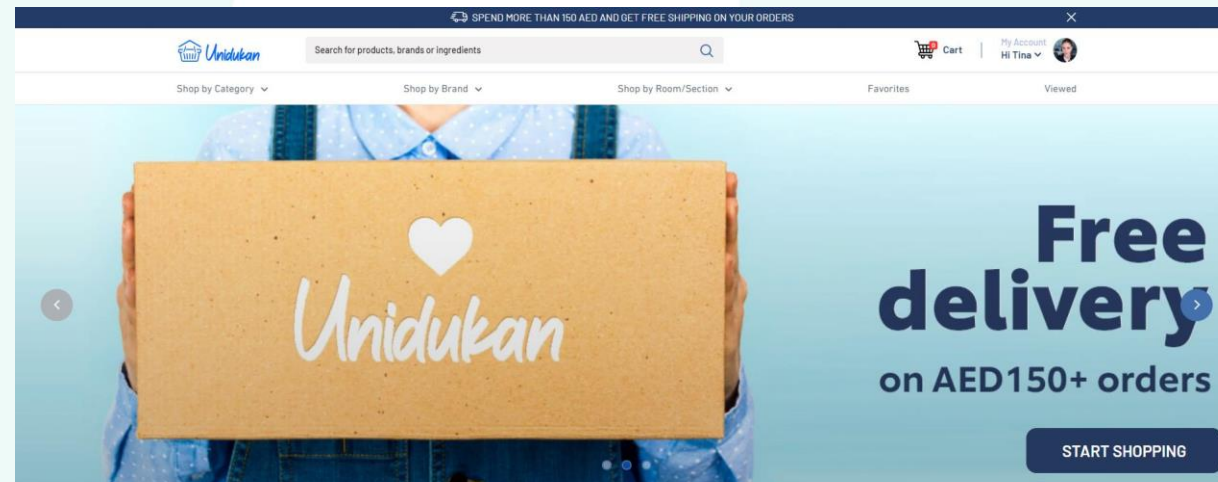 SPEND MORE THAN 150 AED AND GET FREE SHIPPING ON YOUR ORDERS
Unidukan
Search for products, brands or ingredients
0
Cart
My Account
Hi Tina
Shop by Category
Shop by Brand
Shop by Room/Section
Favorites
Viewed
Unidukan
Free
delivery
on AED150+ orders
START SHOPPING